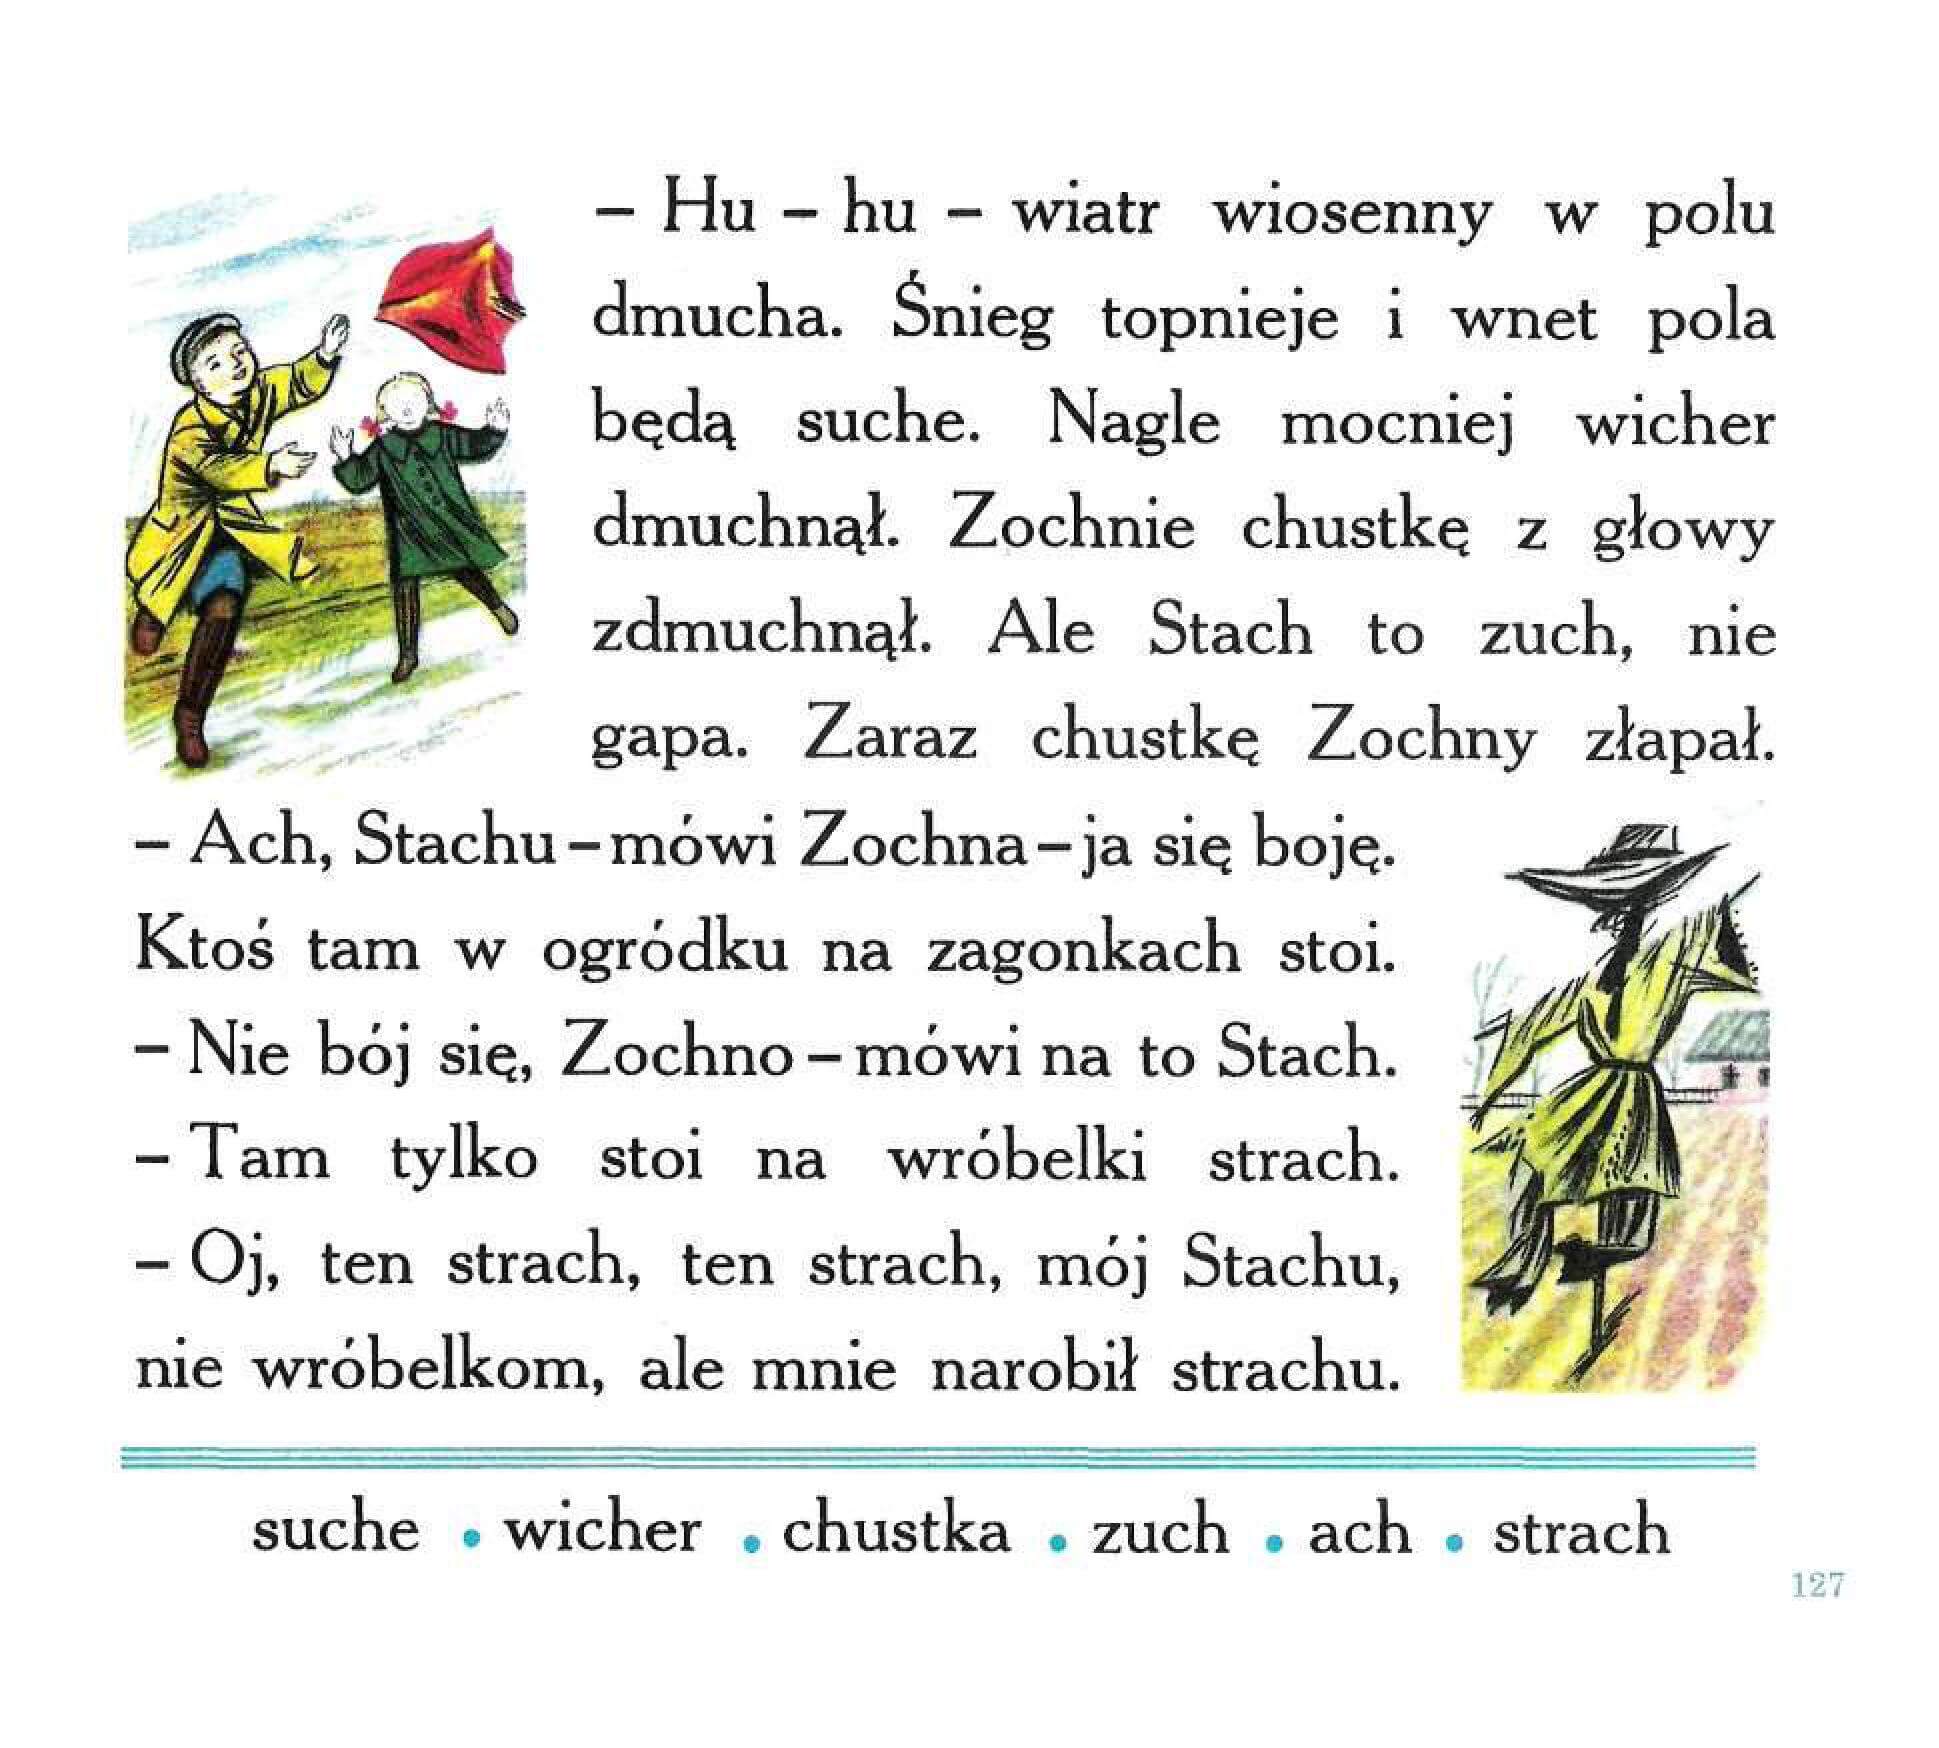 – Hu – hu – wiatr wiosenny w polu
dmucha. Śnieg topnieje i wnet pola
będą suche. Nagle mocniej wicher
dmuchnął. Zochnie chustkę z głowy
zdmuchnął. Ale Stach to zuch, nie
gapa. Zaraz chustkę Zochny złapał.
– Ach, Stachu – mówi Zochna – ja się boję.
Ktoś tam w ogródku na zagonkach stoi.
– Nie bój się, Zochno – mówi na to Stach.
– Tam tylko stoi na wróbelki strach.
– Oj, ten strach, ten strach, mój Stachu,
nie wróbelkom, ale mnie narobił strachu.
suche • wicher • chustka • zuch • ach • strach
127